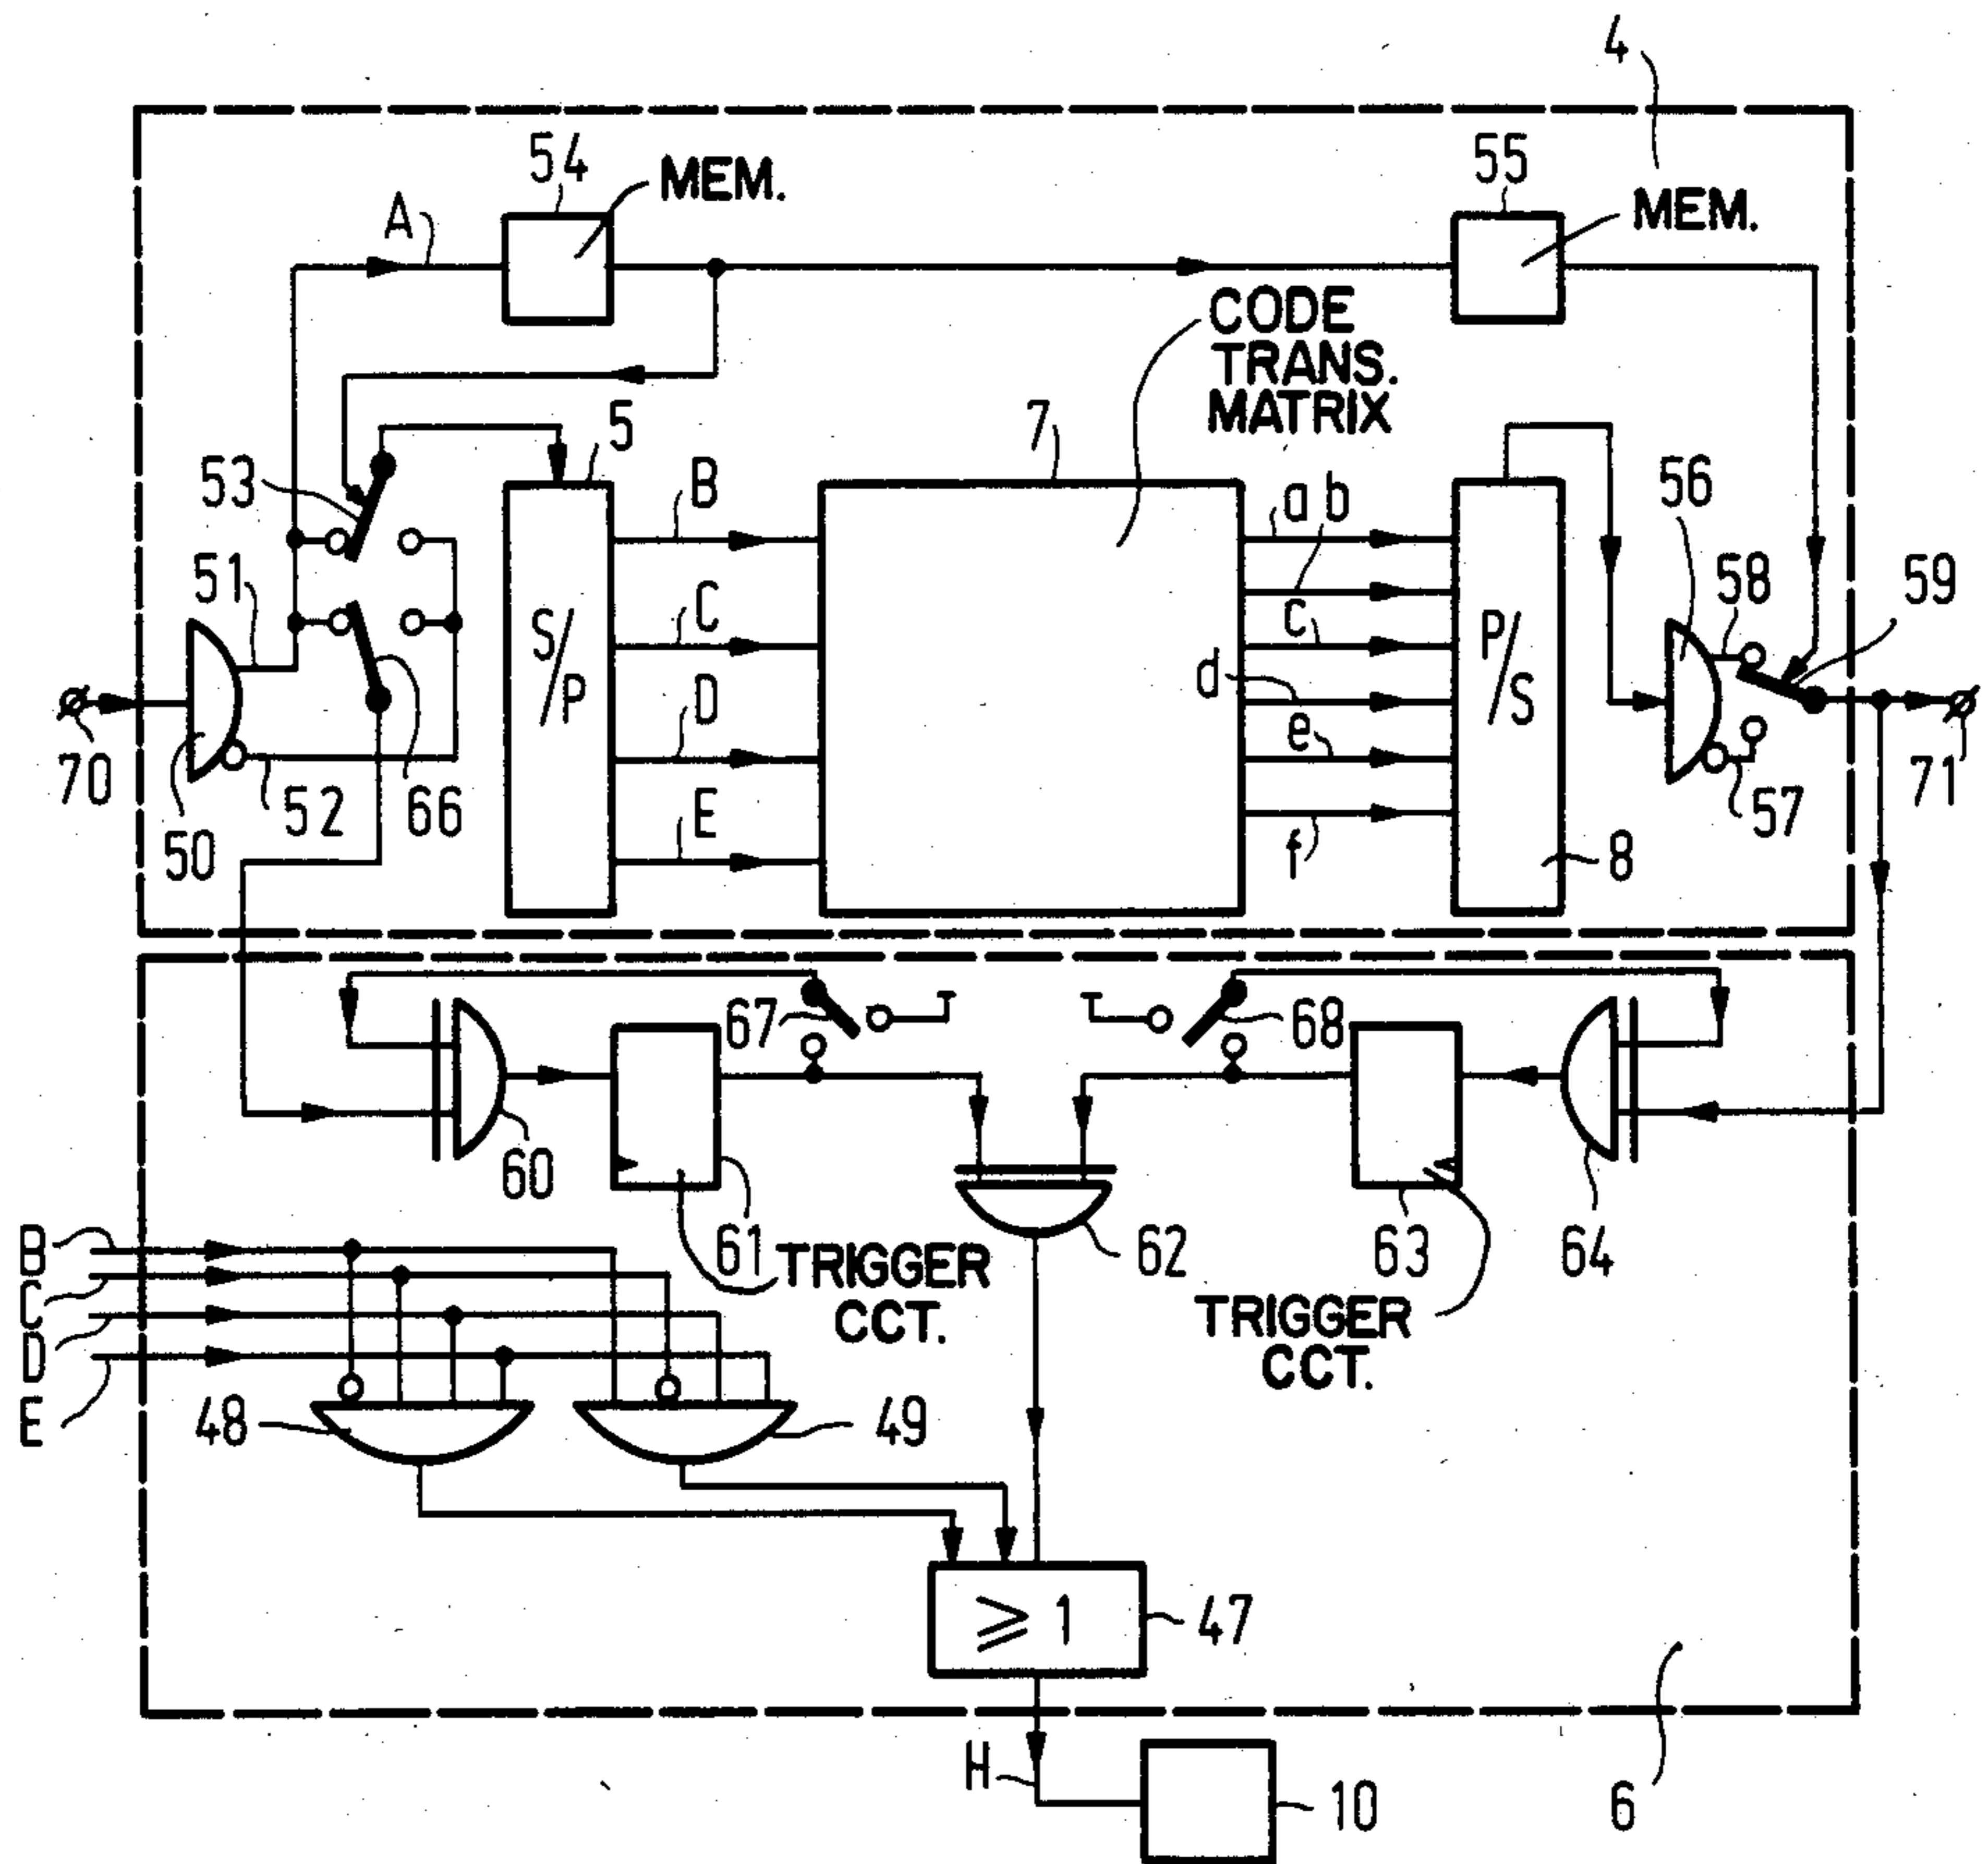 4
54
MEM.
55
MEM.
A
CODE
TRANS.
MATRIX
5
7
53
B
a b
56
51
C
C
58
59
S/P
P/S
d
D
e
70
52
66
E
57
71
50
f
8
67
68
60
B
61
TRIGGER
CCT.
62
63
64
C
TRIGGER
CCT.
D
E
48
49
≥ 1
47
H
10
6